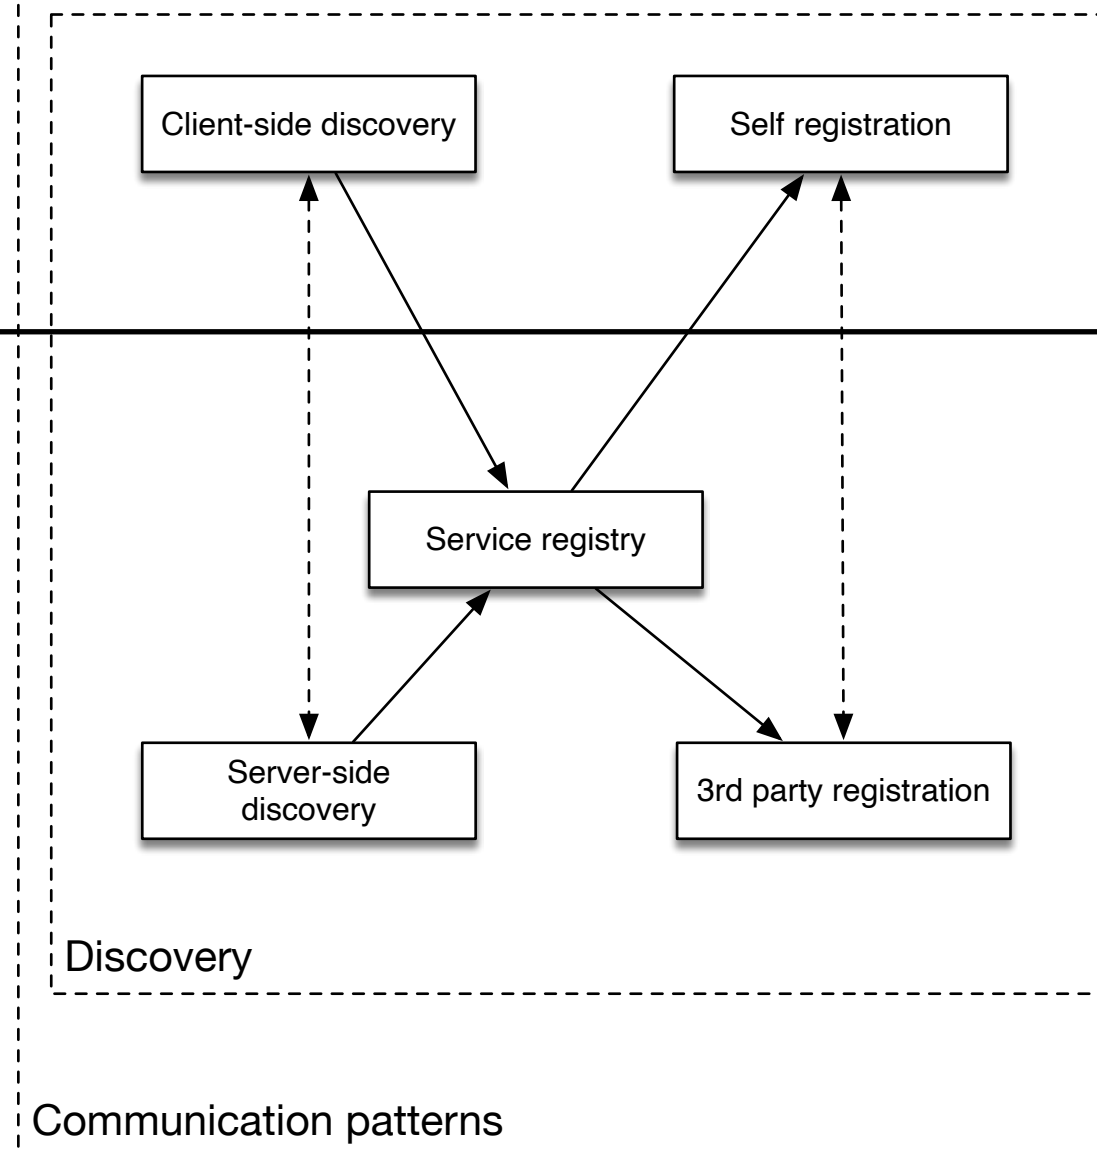 Client-side discovery
Self registration
Service registry
Server-side
discovery
3rd party registration
Discovery
Communication patterns